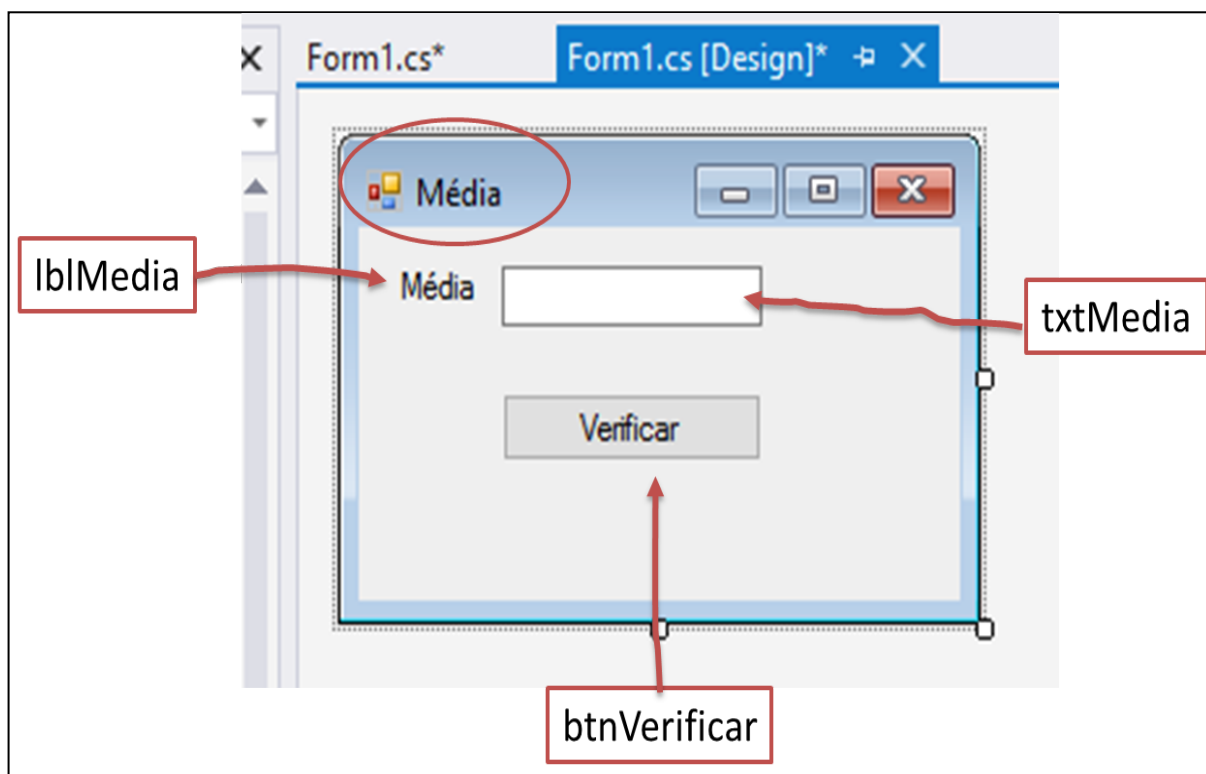 Form1.cs*
Form1.cs [Design]*
Média
lblMedia
Média
txtMedia
Verificar
btnVerificar